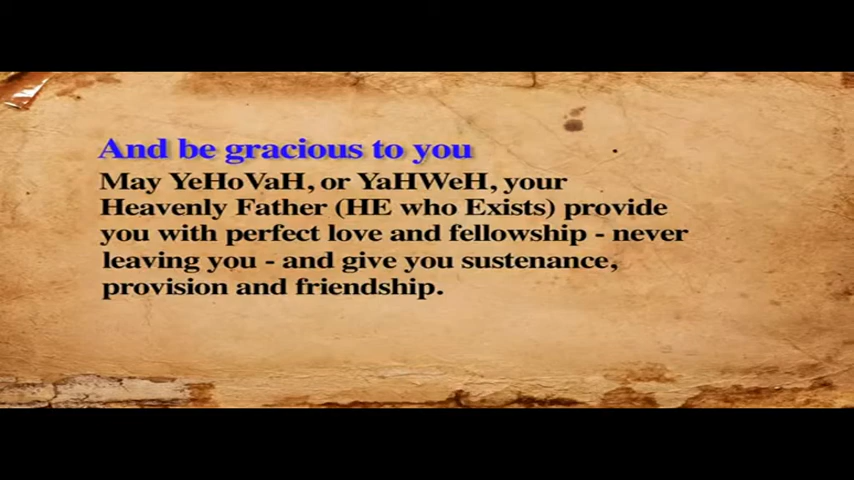 And be gracious to you
May YeHoVaH, or YaHWeH, your
Heavenly Father (HE who Exists) provide
you with perfect love and fellowship - never
leaving you - and give you sustenance,
provision and friendship.